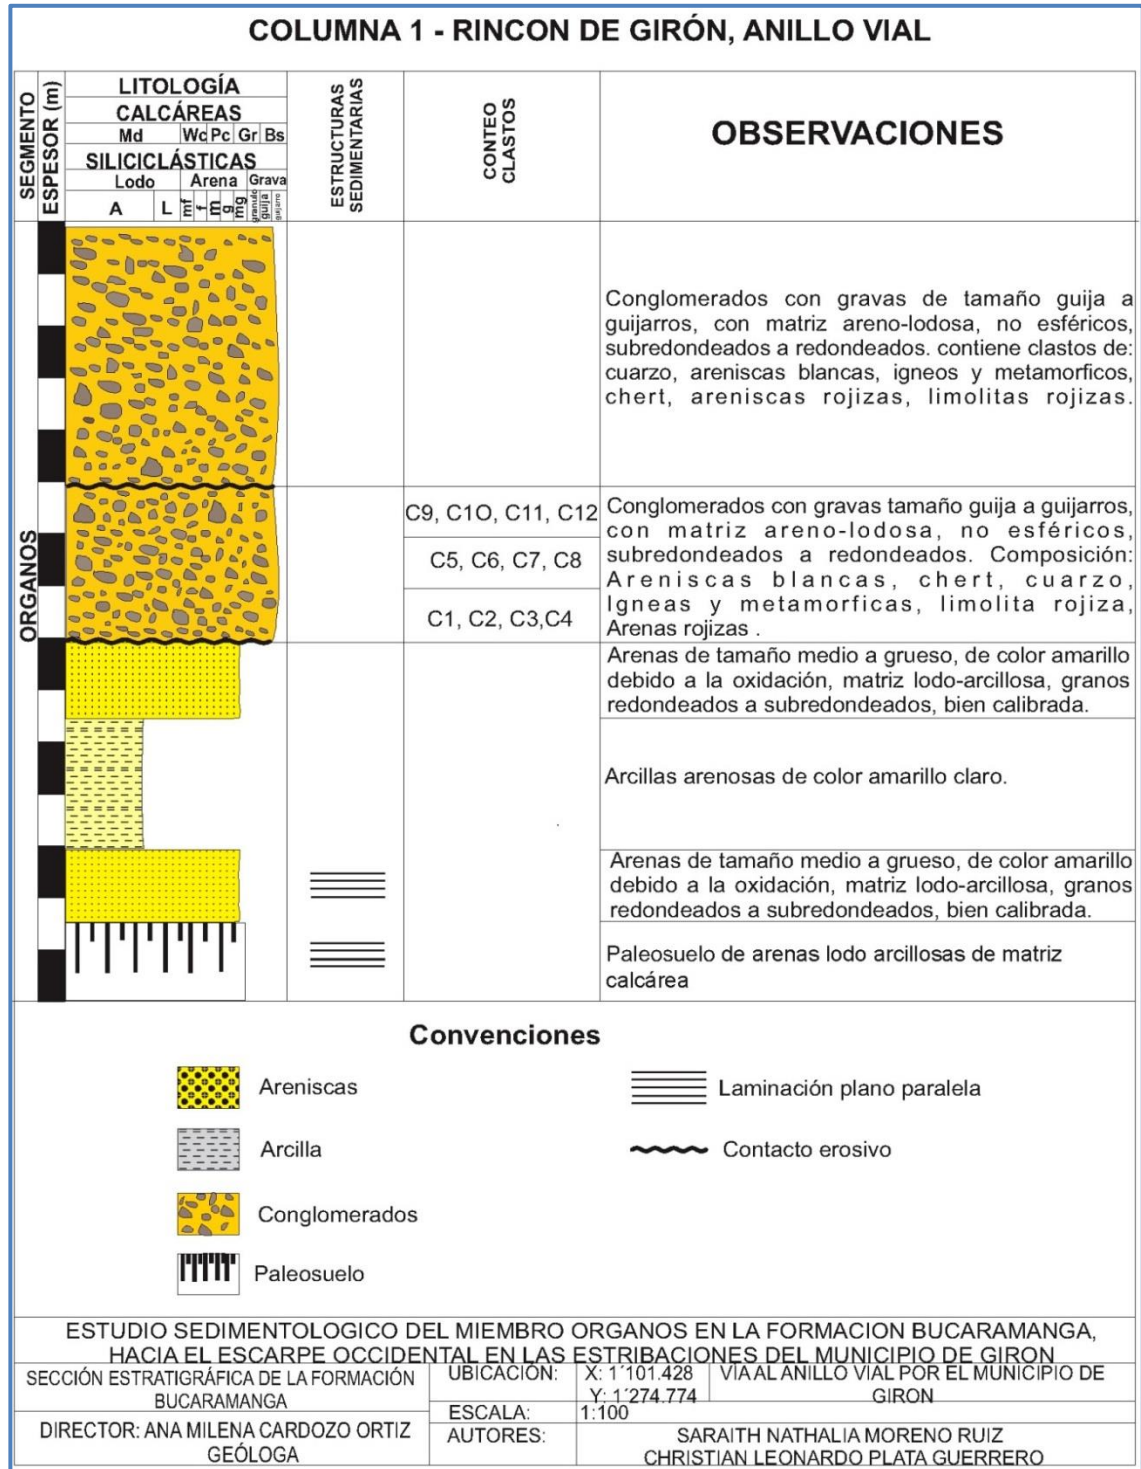 COLUMNA 1 - RINCON DE GIRÓN, ANILLO VIAL
SEGMENTO
ESPESOR (m)
LITOLOGÍA
CALCÁREAS
Md Wc Pc Gr Bs
SILICICLÁSTICAS
Lodo Arena Grava
A L mf f m g mg granulo guija guijarro
ESTRUCTURAS
SEDIMENTARIAS
CONTEO
CLASTOS
OBSERVACIONES
ORGANOS
Conglomerados con gravas de tamaño guija a
guijarros, con matriz areno-lodosa, no esféricos,
subredondeados a redondeados. contiene clastos de:
cuarzo, areniscas blancas, igneos y metamorficos,
chert, areniscas rojizas, limolitas rojizas.
C9, C1O, C11, C12
C5, C6, C7, C8
C1, C2, C3,C4
Conglomerados con gravas tamaño guija a guijarros,
con matriz areno-lodosa, no esféricos,
subredondeados a redondeados. Composición:
Areniscas blancas, chert, cuarzo,
Igneas y metamorficas, limolita rojiza,
Arenas rojizas .
Arenas de tamaño medio a grueso, de color amarillo
debido a la oxidación, matriz lodo-arcillosa, granos
redondeados a subredondeados, bien calibrada.
Arcillas arenosas de color amarillo claro.
Arenas de tamaño medio a grueso, de color amarillo
debido a la oxidación, matriz lodo-arcillosa, granos
redondeados a subredondeados, bien calibrada.
Paleosuelo de arenas lodo arcillosas de matriz
calcárea
Convenciones
Areniscas
Laminación plano paralela
Arcilla
Contacto erosivo
Conglomerados
Paleosuelo
ESTUDIO SEDIMENTOLOGICO DEL MIEMBRO ORGANOS EN LA FORMACION BUCARAMANGA,
HACIA EL ESCARPE OCCIDENTAL EN LAS ESTRIBACIONES DEL MUNICIPIO DE GIRON
SECCIÓN ESTRATIGRÁFICA DE LA FORMACIÓN
BUCARAMANGA
UBICACIÓN:
X: 1´101.428
Y: 1´274.774
VIA AL ANILLO VIAL POR EL MUNICIPIO DE
GIRON
ESCALA:
1:100
DIRECTOR: ANA MILENA CARDOZO ORTIZ
GEÓLOGA
AUTORES:
SARAITH NATHALIA MORENO RUIZ
CHRISTIAN LEONARDO PLATA GUERRERO